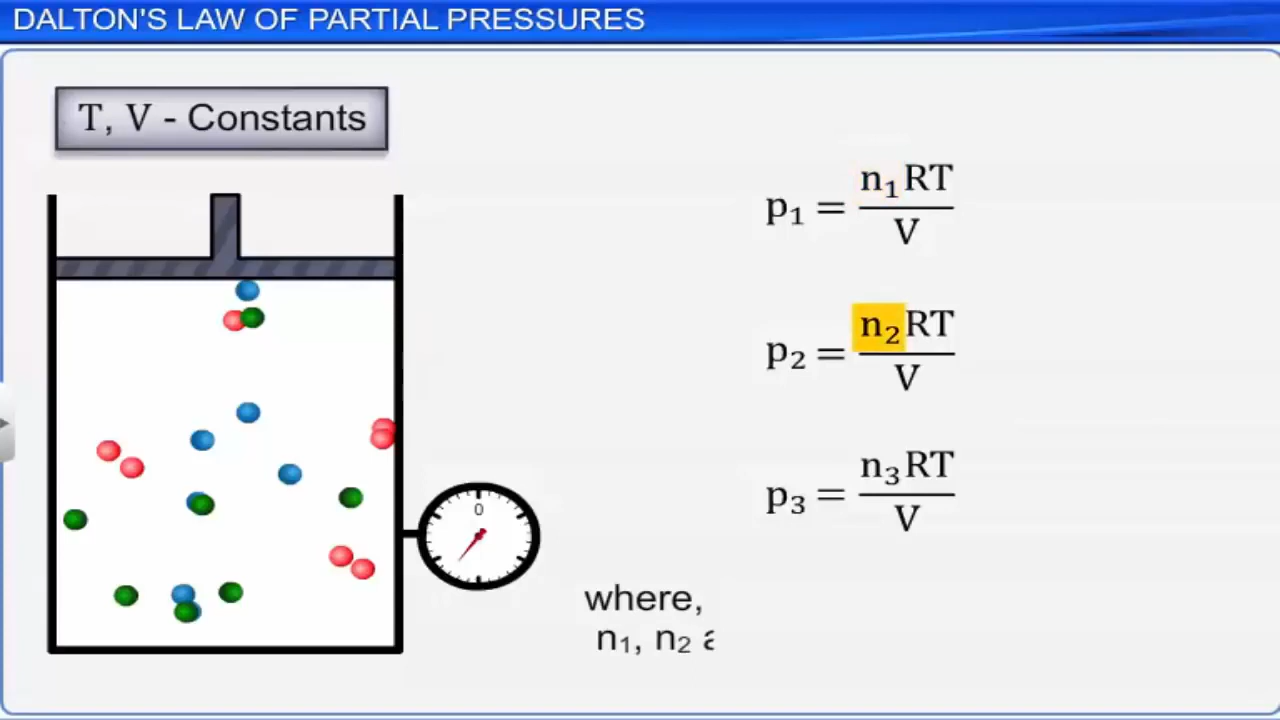 DALTON'S LAW OF PARTIAL PRESSURES
T, V - Constants
p₁ = n₁RT / V
p₂ = n₂RT / V
p₃ = n₃RT / V
0
where,
n₁, n₂